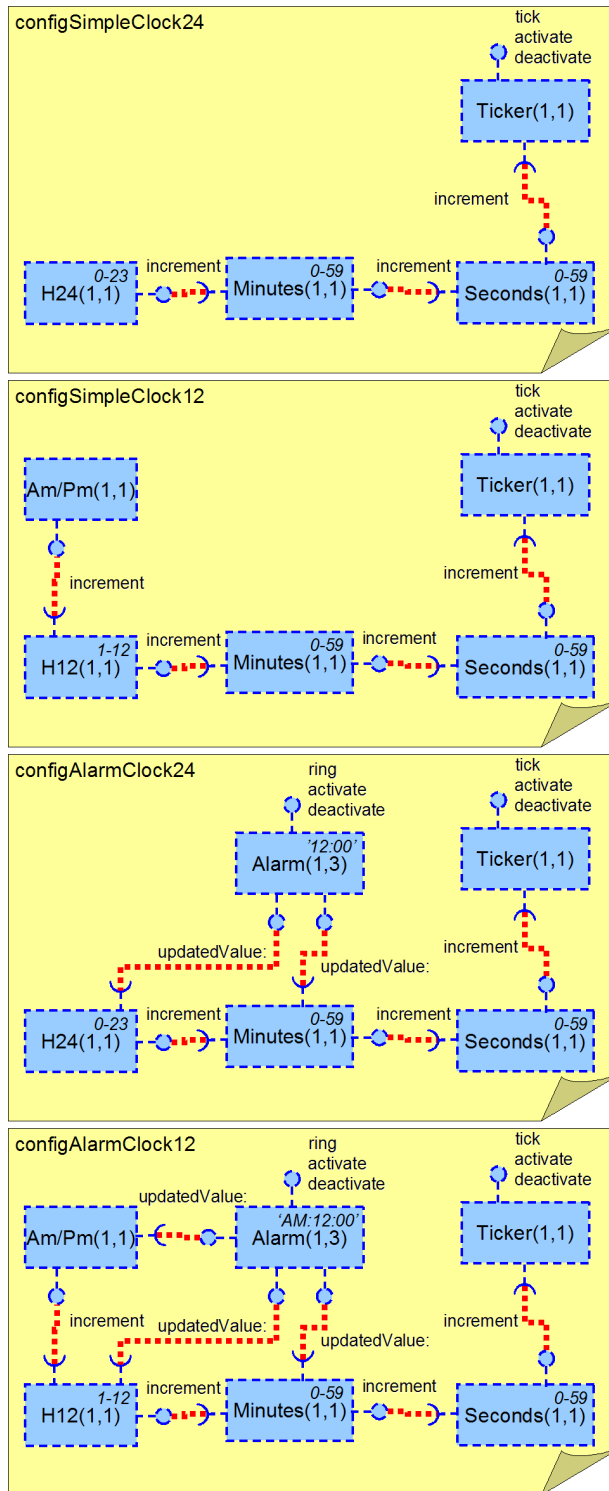 configSimpleClock24
tick
activate
deactivate
Ticker(1,1)
increment
0-23
H24(1,1)
increment
0-59
Minutes(1,1)
increment
0-59
Seconds(1,1)
configSimpleClock12
tick
activate
deactivate
Am/Pm(1,1)
Ticker(1,1)
increment
increment
1-12
H12(1,1)
increment
0-59
Minutes(1,1)
increment
0-59
Seconds(1,1)
configAlarmClock24
ring
activate
deactivate
tick
activate
deactivate
'12:00'
Alarm(1,3)
Ticker(1,1)
updatedValue:
updatedValue:
increment
0-23
H24(1,1)
increment
0-59
Minutes(1,1)
increment
0-59
Seconds(1,1)
configAlarmClock12
ring
activate
deactivate
tick
activate
deactivate
updatedValue:
Am/Pm(1,1)
'AM:12:00'
Alarm(1,3)
Ticker(1,1)
increment
updatedValue:
updatedValue:
increment
1-12
H12(1,1)
increment
0-59
Minutes(1,1)
increment
0-59
Seconds(1,1)